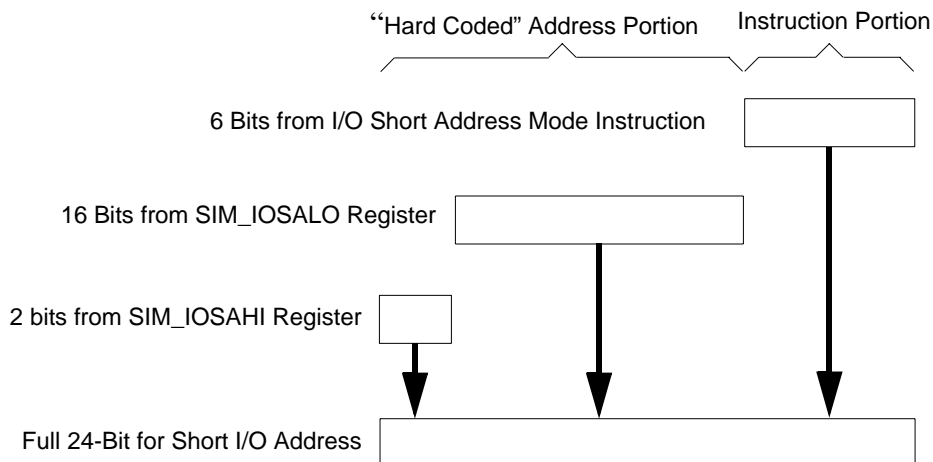 “Hard Coded” Address Portion
Instruction Portion
6 Bits from I/O Short Address Mode Instruction
16 Bits from SIM_IOSALO Register
2 bits from SIM_IOSAHI Register
Full 24-Bit for Short I/O Address